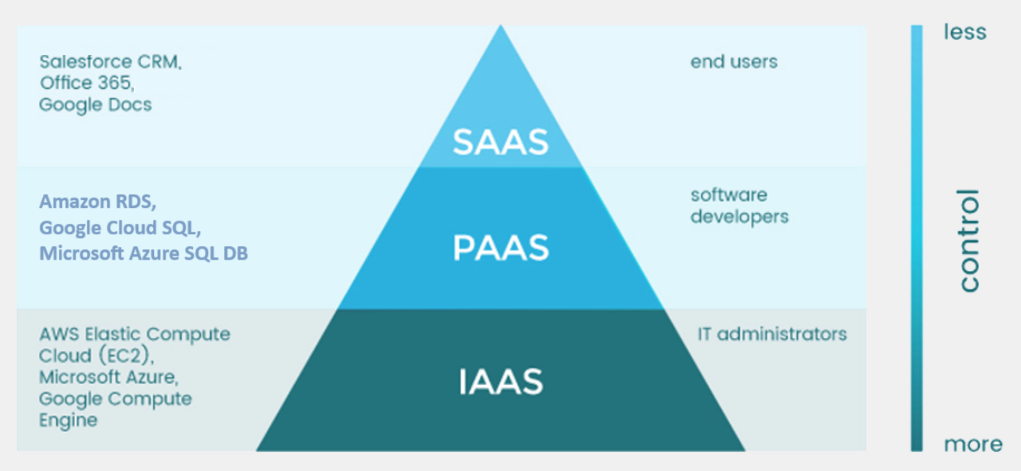 Salesforce CRM,
Office 365,
Google Docs
SAAS
end users
less
Amazon RDS,
Google Cloud SQL,
Microsoft Azure SQL DB
PAAS
software
developers
control
AWS Elastic Compute
Cloud (EC2),
Microsoft Azure,
Google Compute
Engine
IAAS
IT administrators
more